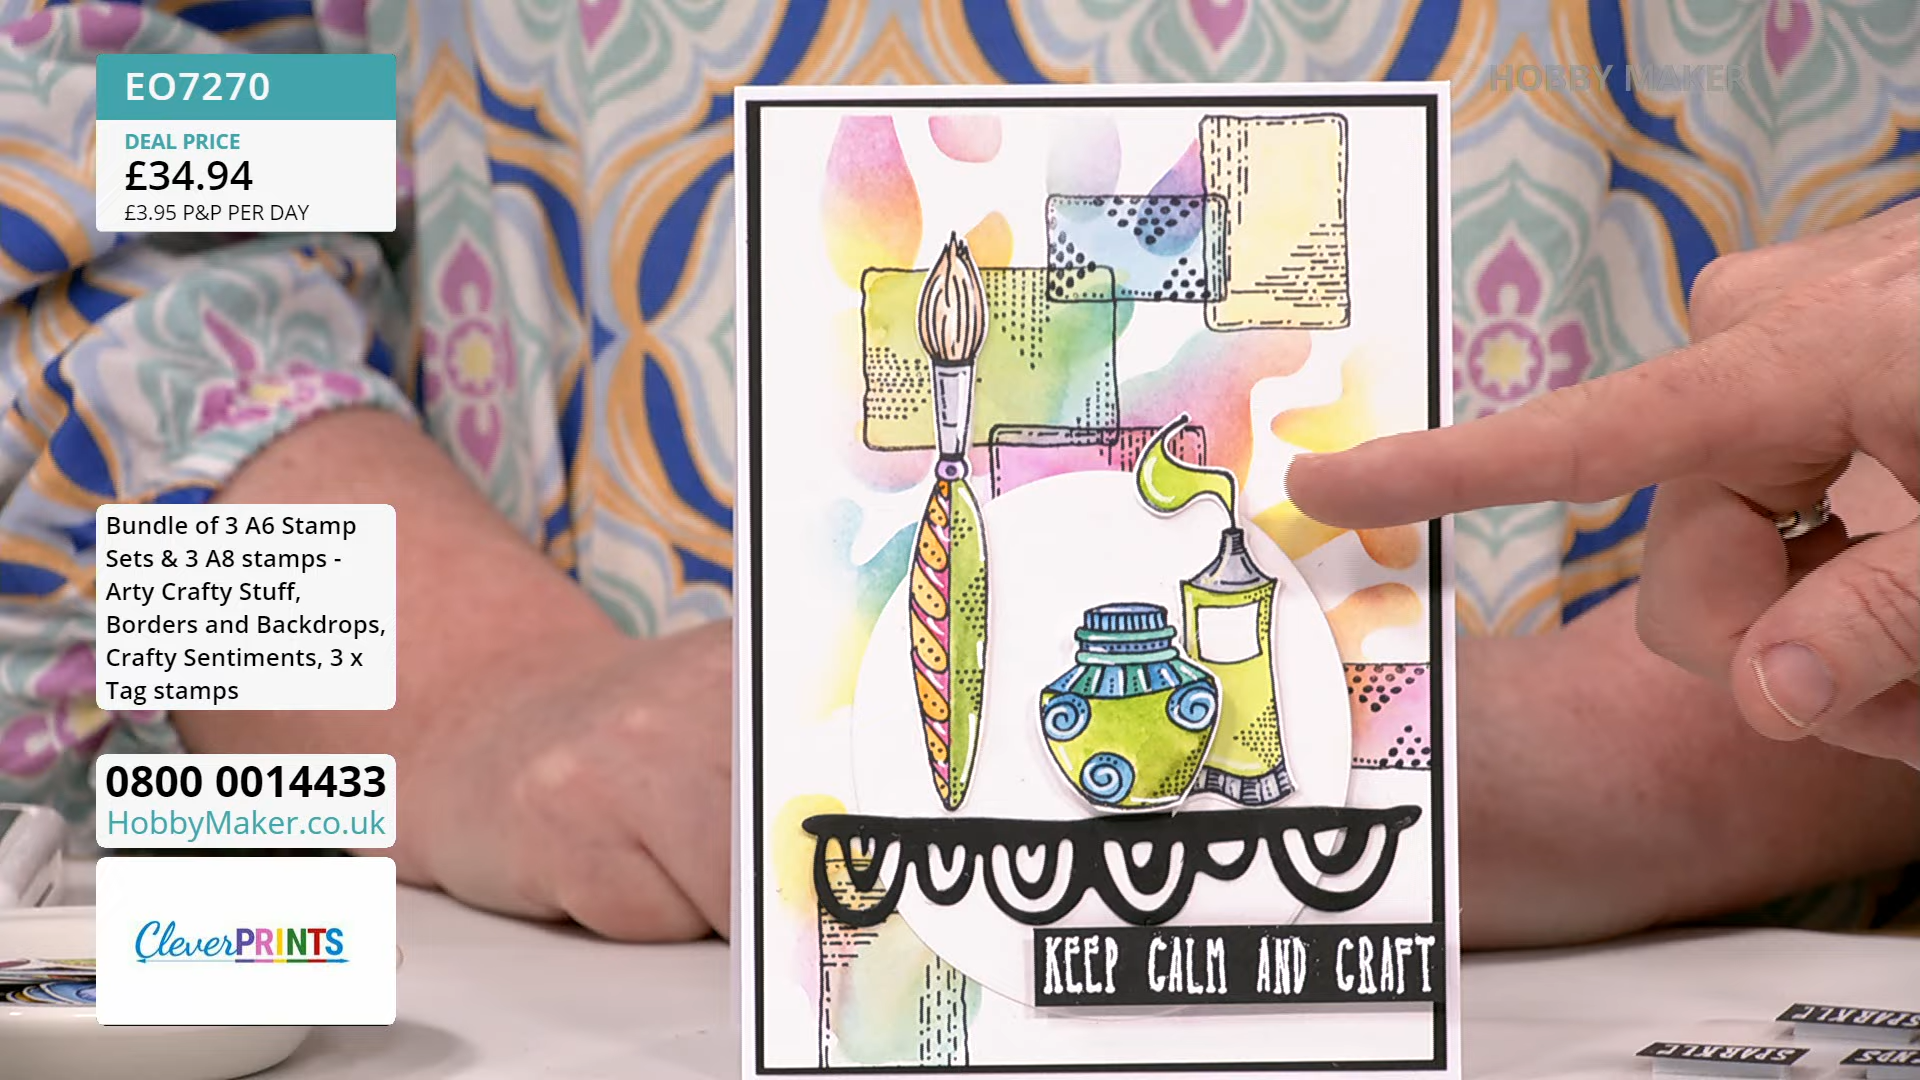 EO7270
DEAL PRICE
£34.94
£3.95 P&P PER DAY
Bundle of 3 A6 Stamp
Sets & 3 A8 stamps -
Arty Crafty Stuff,
Borders and Backdrops,
Crafty Sentiments, 3 x
Tag stamps
0800 0014433
HobbyMaker.co.uk
CleverPRINTS
HOBBY MAKER
KEEP CALM AND CRAFT
SPARKLE
SPARKLE